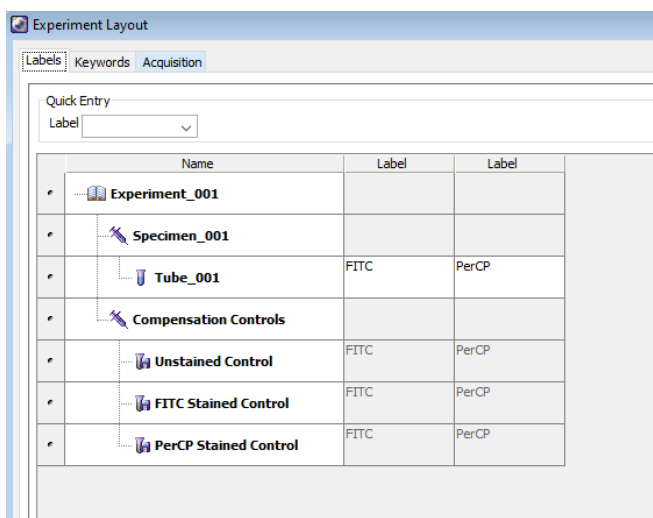 Experiment Layout
Labels Keywords Acquisition
Quick Entry
Label
Name Label Label
Experiment_001
Specimen_001
Tube_001 FITC PerCP
Compensation Controls
Unstained Control FITC PerCP
FITC Stained Control FITC PerCP
PerCP Stained Control FITC PerCP